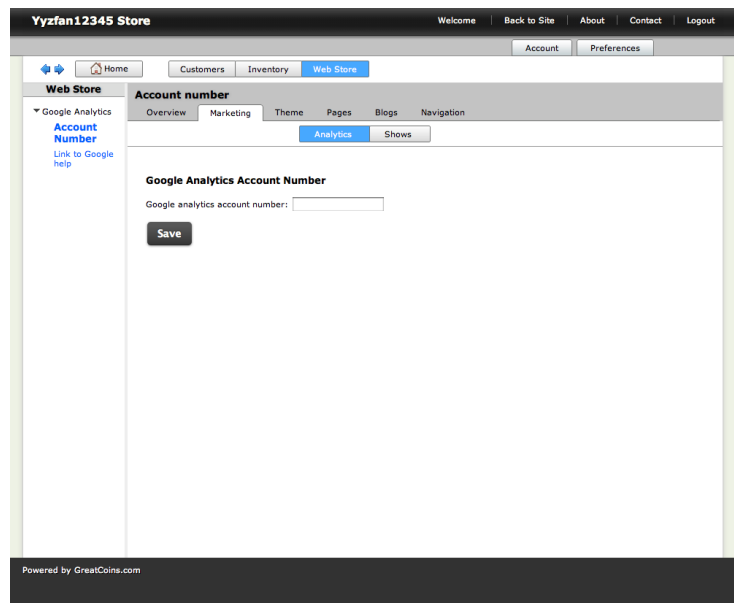 Yyzfan12345 Store
Welcome Back to Site About Contact Logout
Account Preferences
Home Customers Inventory Web Store
Web Store
Account number
Google Analytics
Overview Marketing Theme Pages Blogs Navigation
Account
Number
Analytics Shows
Link to Google
help
Google Analytics Account Number
Google analytics account number:
Save
Powered by GreatCoins.com